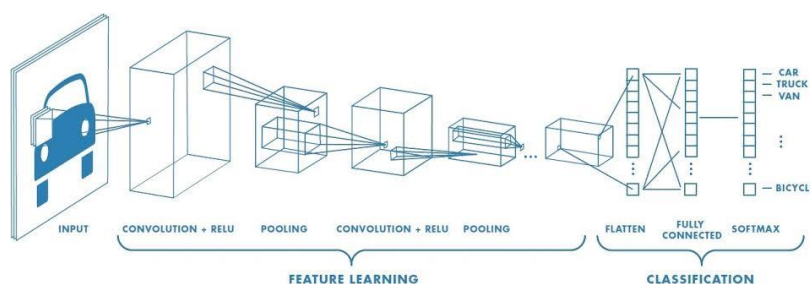 CAR
TRUCK
VAN
BICYCL
INPUT
CONVOLUTION + RELU
POOLING
CONVOLUTION + RELU
POOLING
FLATTEN
FULLY
CONNECTED
SOFTMAX
FEATURE LEARNING
CLASSIFICATION